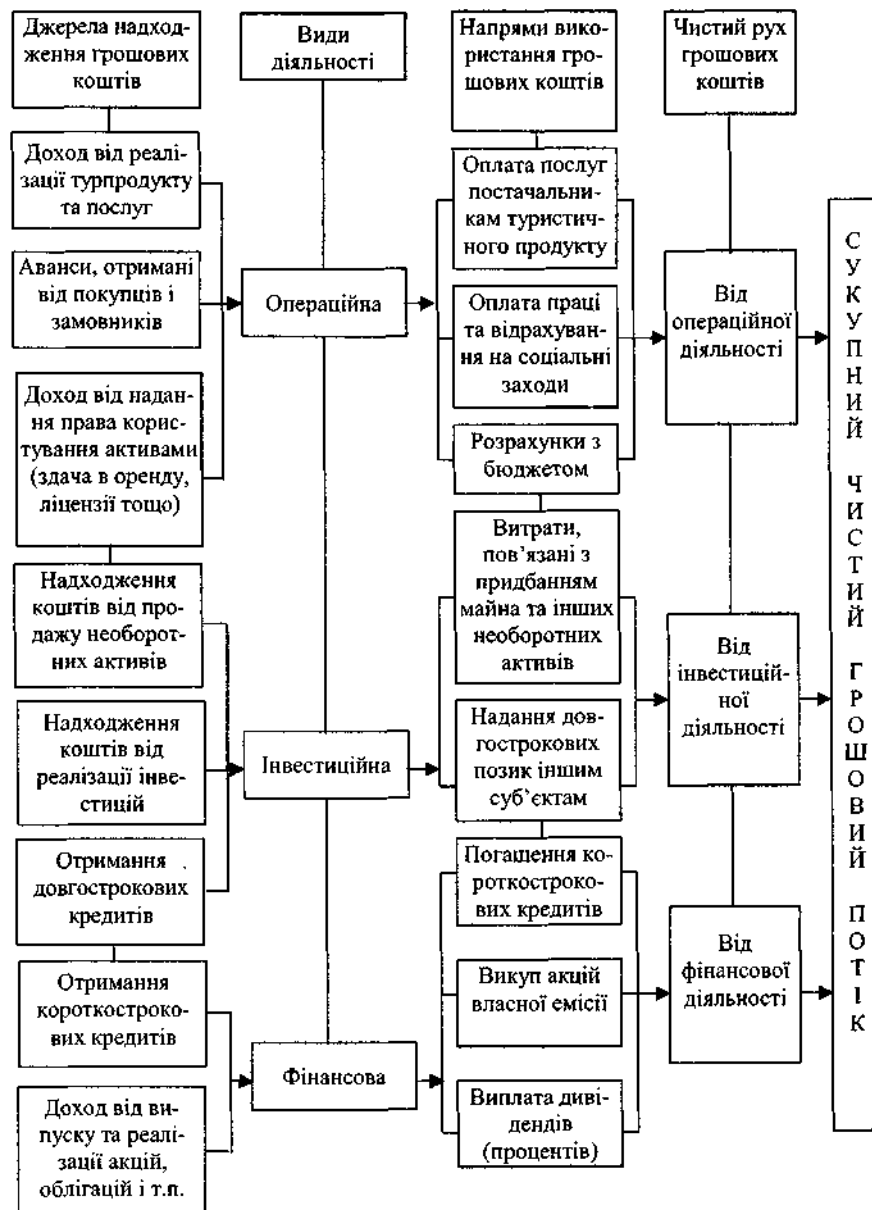 Джерела надход-
ження грошових
коштів
Види
діяльності
Напрями вико-
ристання гро-
шових коштів
Чистий рух
грошових
коштів
Доход від реалі-
зації турпродукту
та послуг
Аванси, отримані
від покупців і
замовників
Доход від надан-
ня права корис-
тування активами
(здача в оренду,
ліцензії тощо)
Операційна
Оплата послуг
постачальни-
кам туристич-
ного продукту
Оплата праці
та відрахуван-
ня на соціальні
заходи
Розрахунки з
бюджетом
Від
операційної
діяльності
Надходження
коштів від про-
дажу необорот-
них активів
Надходження
коштів від
реалізації інве-
стицій
Отримання
довгострокових
кредитів
Інвестиційна
Витрати,
пов’язані з
придбанням
майна та інших
необоротних
активів
Надання дов-
гострокових
позик іншим
суб’єктам
Від
інвестицій-
ної
діяльності
Отримання
короткостроко-
вих кредитів
Доход від ви-
пуску та реалі-
зації акцій,
облігацій і т.п.
Фінансова
Погашення ко-
роткостроко-
вих кредитів
Викуп акцій
власної емісії
Виплата диві-
дендів
(процентів)
Від
фінансової
діяльності
СУКУПНИЙ ЧИСТИЙ ГРОШОВИЙ ПОТІК